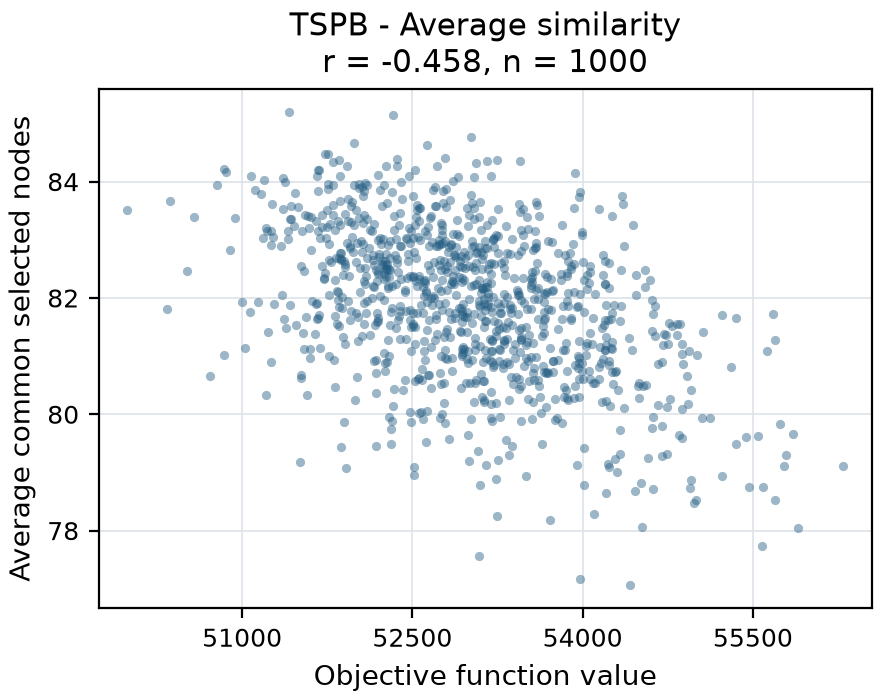 TSPB - Average similarity
r = -0.458, n = 1000
Average common selected nodes
84
82
80
78
51000
52500
54000
55500
Objective function value